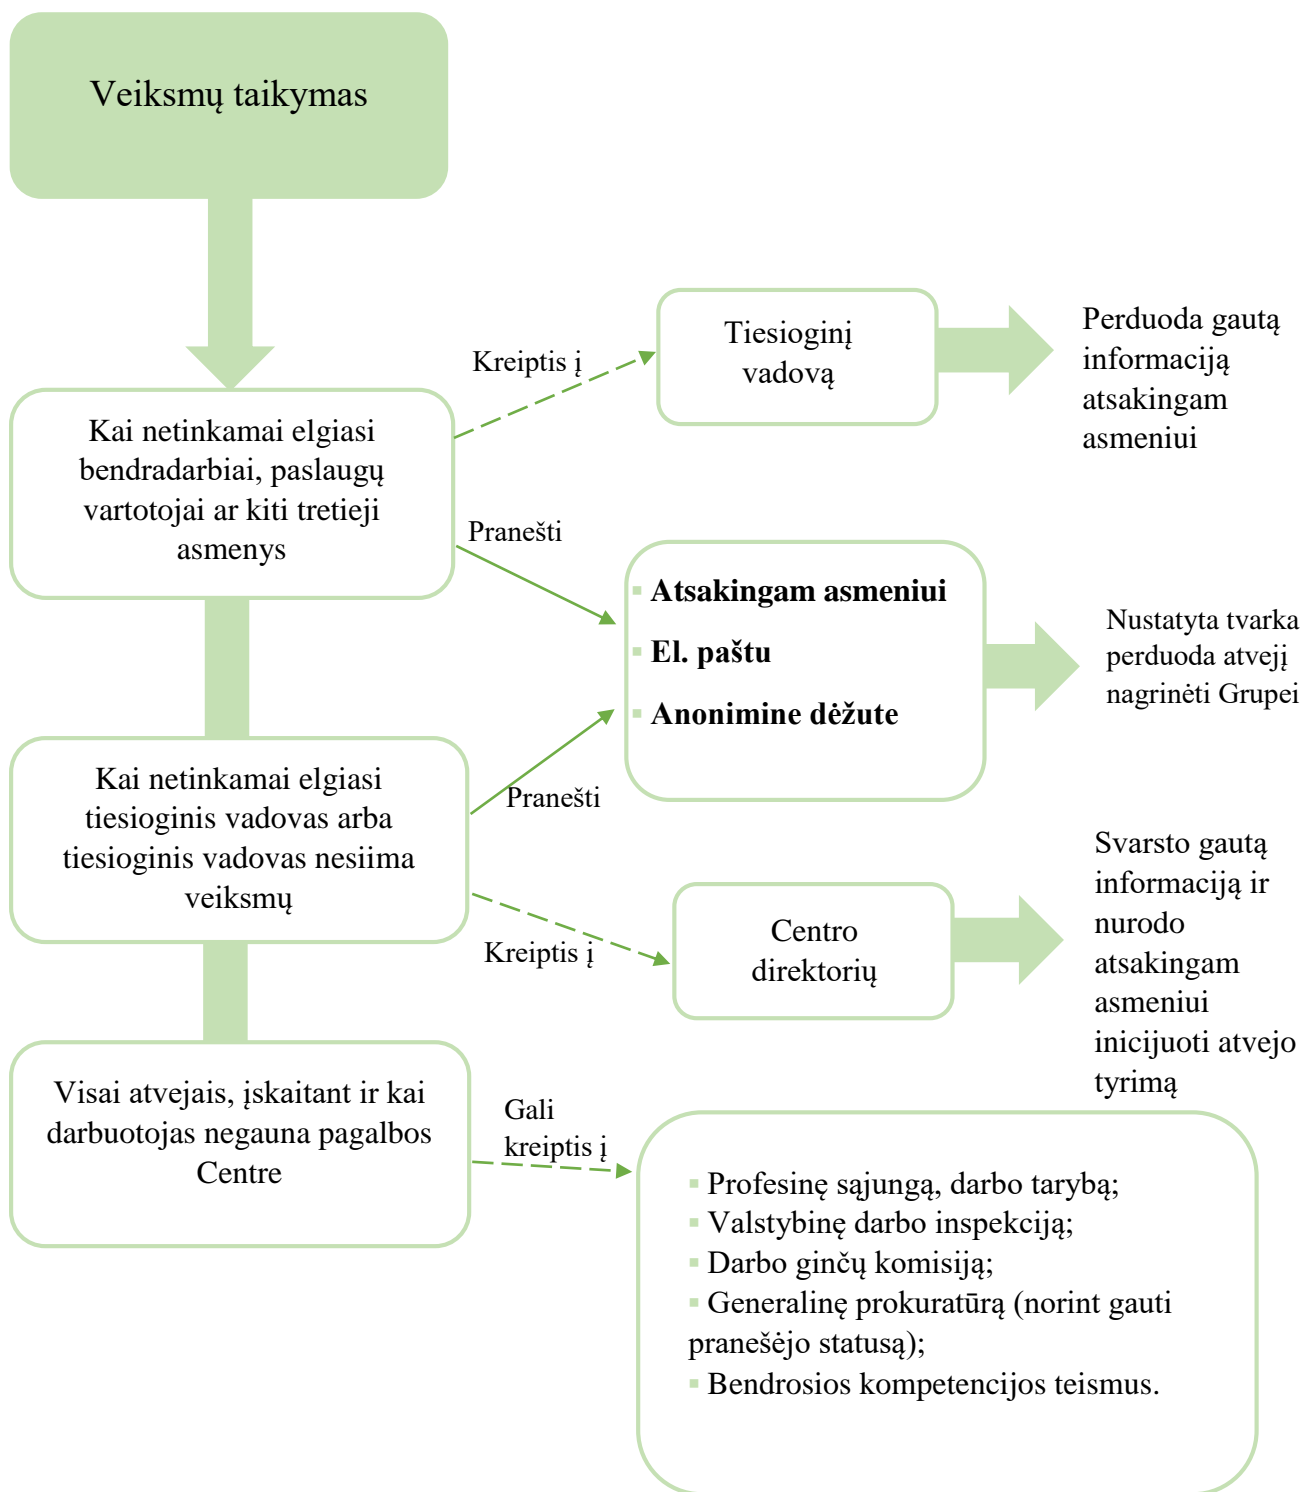 Veiksmų taikymas
Kreiptis į
Tiesioginį
vadovą
Perduoda gautą
informaciją
atsakingam
asmeniui
Kai netinkamai elgiasi
bendradarbiai, paslaugų
vartotojai ar kiti tretieji
asmenys
Pranešti
▪ Atsakingam asmeniui
▪ El. paštu
▪ Anonimine dėžute
Nustatyta tvarka
perduoda atvejį
nagrinėti Grupei
Kai netinkamai elgiasi
tiesioginis vadovas arba
tiesioginis vadovas nesiima
veiksmų
Pranešti
Kreiptis į
Centro
direktorių
Svarsto gautą
informaciją ir
nurodo
atsakingam
asmeniui
inicijuoti atvejo
tyrimą
Visai atvejais, įskaitant ir kai
darbuotojas negauna pagalbos
Centre
Gali
kreiptis į
▪ Profesinę sąjungą, darbo tarybą;
▪ Valstybinę darbo inspekciją;
▪ Darbo ginčų komisiją;
▪ Generalinę prokuratūrą (norint gauti
pranešėjo statusą);
▪ Bendrosios kompetencijos teismus.